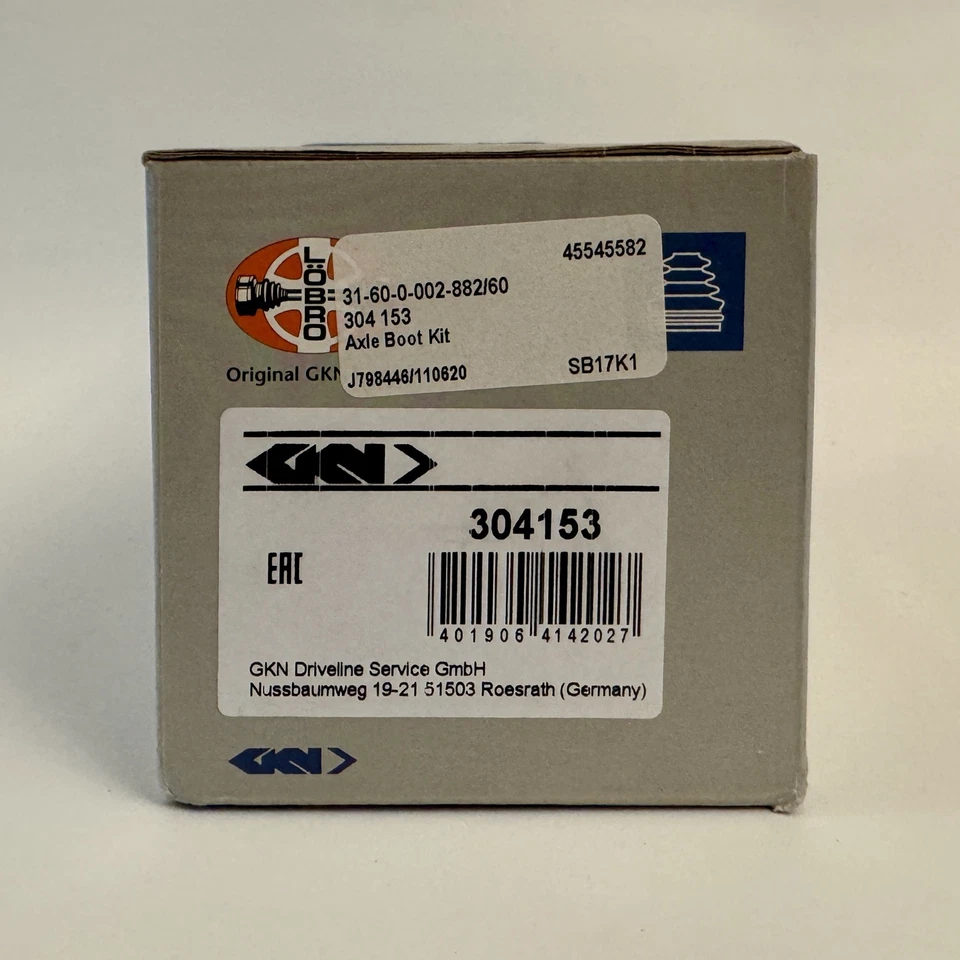 LÖBRO
Original GKN
45545582
31-60-0-002-882/60
304 153
Axle Boot Kit
J798446/110620
SB17K1
GKN
304153
EAC
401906 4142027
GKN Driveline Service GmbH
Nussbaumweg 19-21 51503 Roesrath (Germany)
GKN